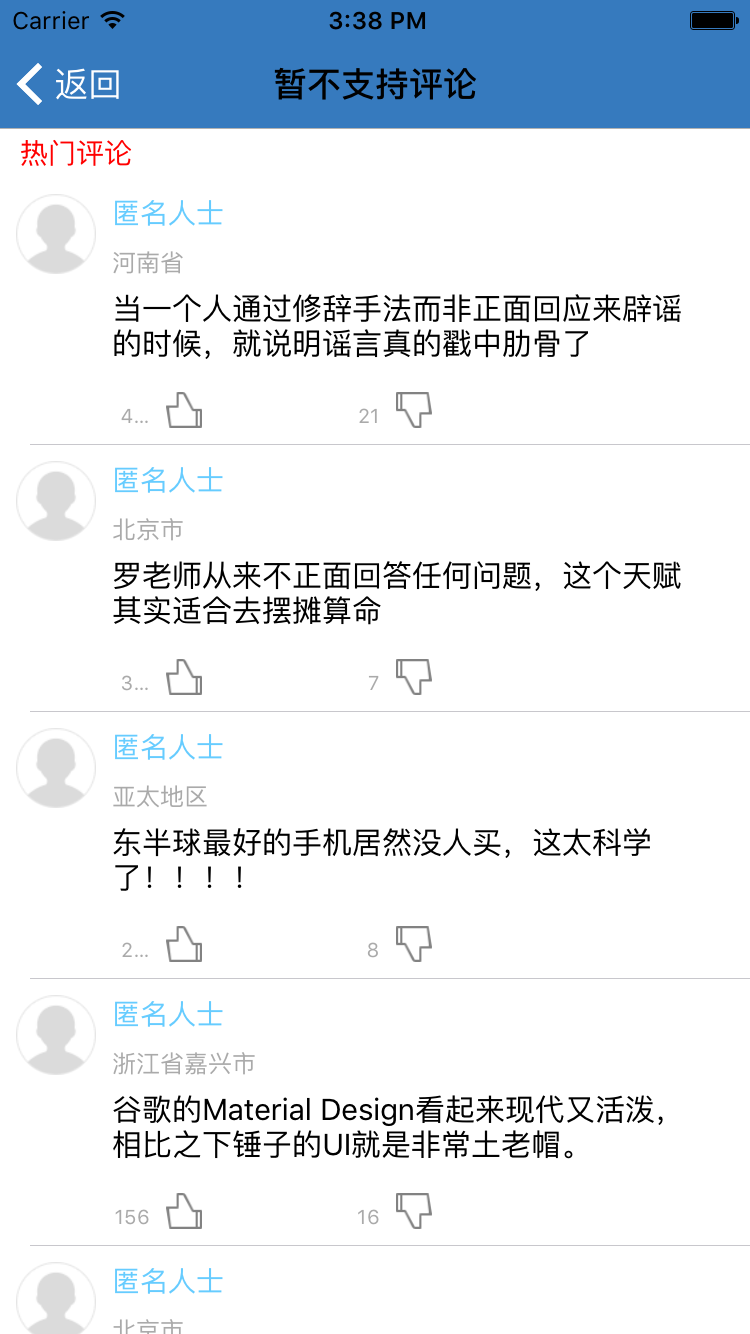 Carrier 3:38 PM
返回 暂不支持评论
热门评论
匿名人士
河南省
当一个人通过修辞手法而非正面回应来辟谣
的时候，就说明谣言真的戳中肋骨了
4... 21
匿名人士
北京市
罗老师从来不正面回答任何问题，这个天赋
其实适合去摆摊算命
3... 7
匿名人士
亚太地区
东半球最好的手机居然没人买，这太科学
了！！！！
2... 8
匿名人士
浙江省嘉兴市
谷歌的Material Design看起来现代又活泼，
相比之下锤子的UI就是非常土老帽。
156 16
匿名人士
北京市